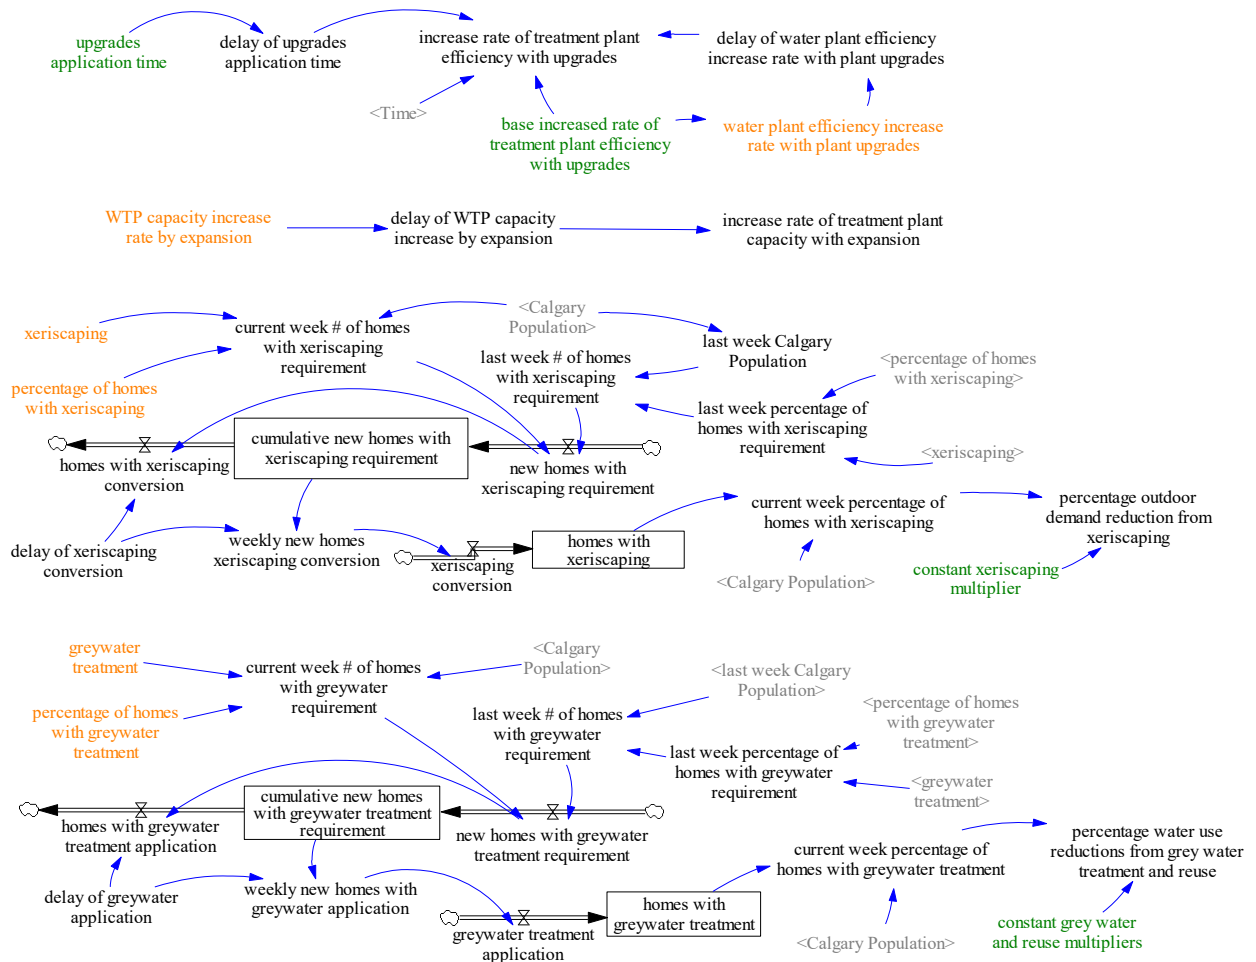 upgrades
application time
delay of upgrades
application time
increase rate of treatment plant
efficiency with upgrades
delay of water plant efficiency
increase rate with plant upgrades
<Time>
base increased rate of
treatment plant efficiency
with upgrades
water plant efficiency increase
rate with plant upgrades
WTP capacity increase
rate by expansion
delay of WTP capacity
increase by expansion
increase rate of treatment plant
capacity with expansion
xeriscaping
current week # of homes
with xeriscaping
requirement
<Calgary
Population>
last week Calgary
Population
last week # of homes
with xeriscaping
requirement
<percentage of homes
with xeriscaping>
percentage of homes
with xeriscaping
last week percentage of
homes with xeriscaping
requirement
cumulative new homes with
xeriscaping requirement
homes with xeriscaping
conversion
new homes with
xeriscaping requirement
<xeriscaping>
current week percentage of
homes with xeriscaping
percentage outdoor
demand reduction from
xeriscaping
delay of xeriscaping
conversion
weekly new homes
xeriscaping conversion
xeriscaping
conversion
homes with
xeriscaping
<Calgary Population>
constant xeriscaping
multiplier
greywater
treatment
current week # of homes
with greywater
requirement
<Calgary
Population>
<last week Calgary
Population>
percentage of homes
with greywater
treatment
last week # of homes
with greywater
requirement
<percentage of homes
with greywater
treatment>
last week percentage of
homes with greywater
requirement
<greywater
treatment>
cumulative new homes
with greywater treatment
requirement
homes with greywater
treatment application
new homes with greywater
treatment requirement
current week percentage of
homes with greywater treatment
percentage water use
reductions from grey water
treatment and reuse
delay of greywater
application
weekly new homes with
greywater application
greywater treatment
application
homes with
greywater treatment
<Calgary Population>
constant grey water
and reuse multipliers